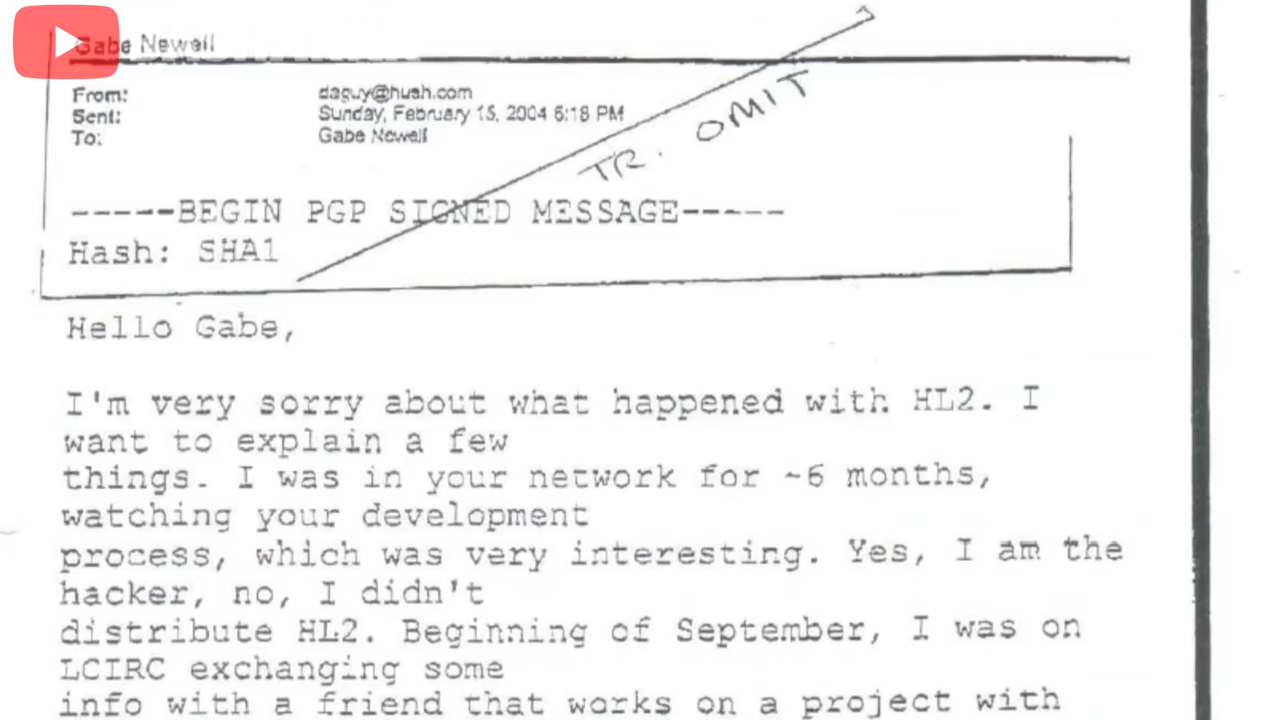 Gabe Newell
From: daguy@hush.com
Sent: Sunday, February 15, 2004 6:18 PM
To: Gabe Newell
TR. OMIT
-----BEGIN PGP SIGNED MESSAGE-----
Hash: SHA1
Hello Gabe,
I'm very sorry about what happened with HL2. I
want to explain a few
things. I was in your network for ~6 months,
watching your development
process, which was very interesting. Yes, I am the
hacker, no, I didn't
distribute HL2. Beginning of September, I was on
LCIRC exchanging some
info with a friend that works on a project with